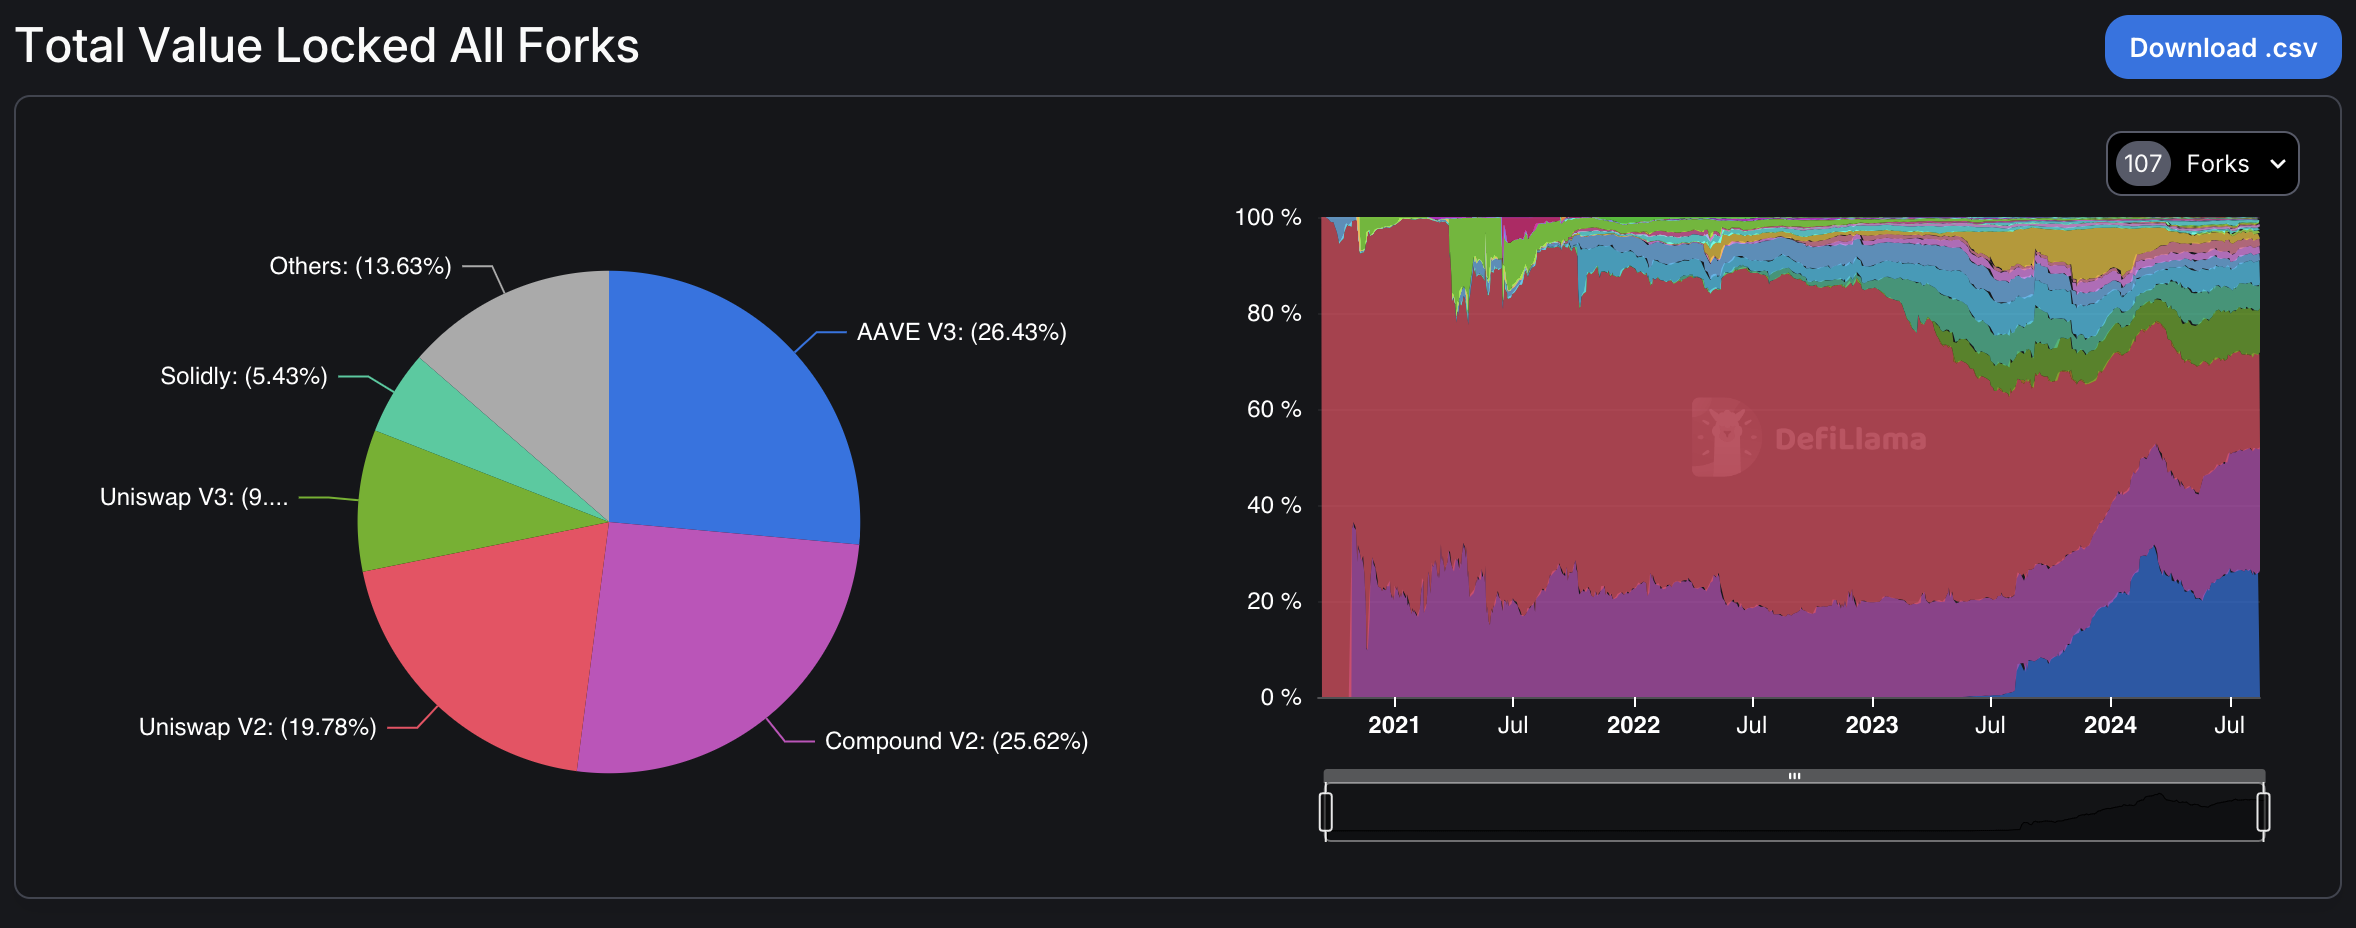 Total Value Locked All Forks
Download .csv
107 Forks
Others: (13.63%)
AAVE V3: (26.43%)
Solidly: (5.43%)
Uniswap V3: (9....
Uniswap V2: (19.78%)
Compound V2: (25.62%)
100 %
80 %
60 %
40 %
20 %
0 %
DefiLlama
2021 Jul 2022 Jul 2023 Jul 2024 Jul